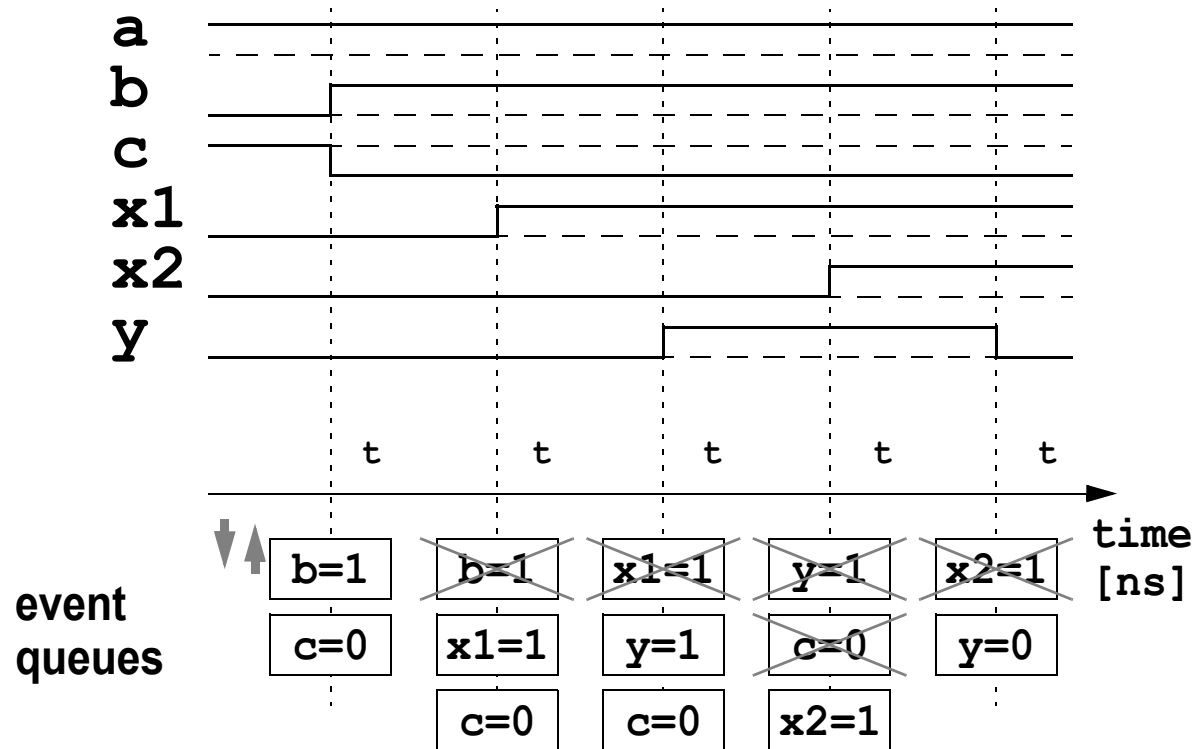 a
b
c
x1
x2
y
t t t t t
time
[ns]
event
queues
b=1 b=1 x1=1 y=1 x2=1
c=0 x1=1 y=1 c=0 y=0
c=0 c=0 x2=1